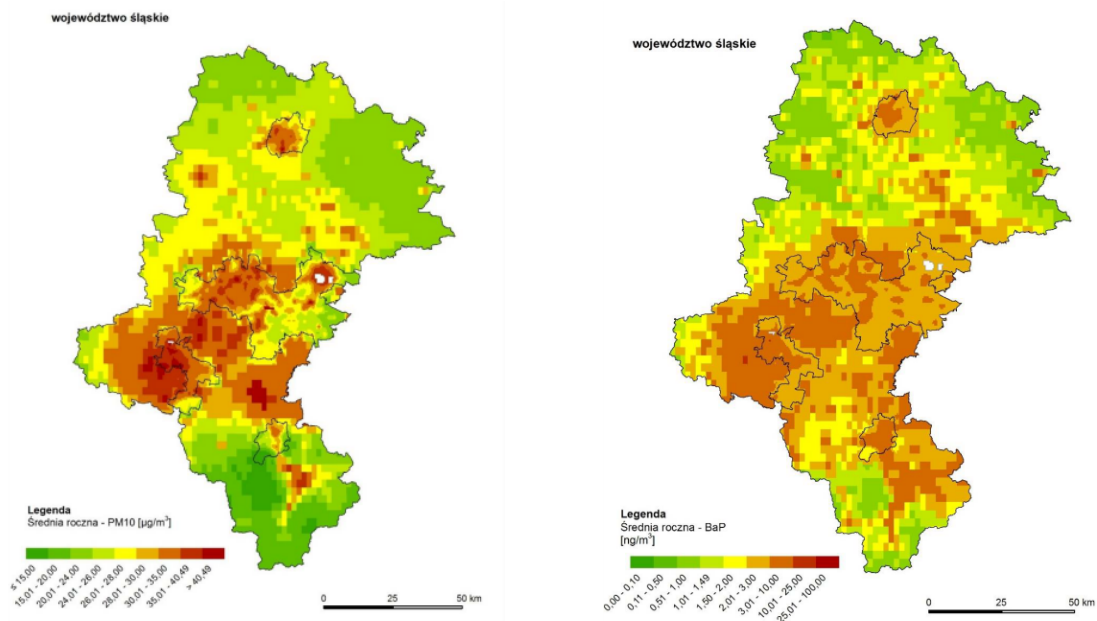 województwo śląskie
Legenda
Średnia roczna - PM10 [µg/m³]
≤ 15,00
15,01 - 20,00
20,01 - 24,00
24,01 - 26,00
26,01 - 28,00
28,01 - 30,00
30,01 - 35,00
35,01 - 40,49
> 40,49
0 25 50 km
województwo śląskie
Legenda
Średnia roczna - BaP
[ng/m³]
0,00 - 0,10
0,11 - 0,50
0,51 - 1,00
1,01 - 1,49
1,50 - 2,00
2,01 - 3,00
3,01 - 10,00
10,01 - 25,00
25,01 - 100,00
0 25 50 km